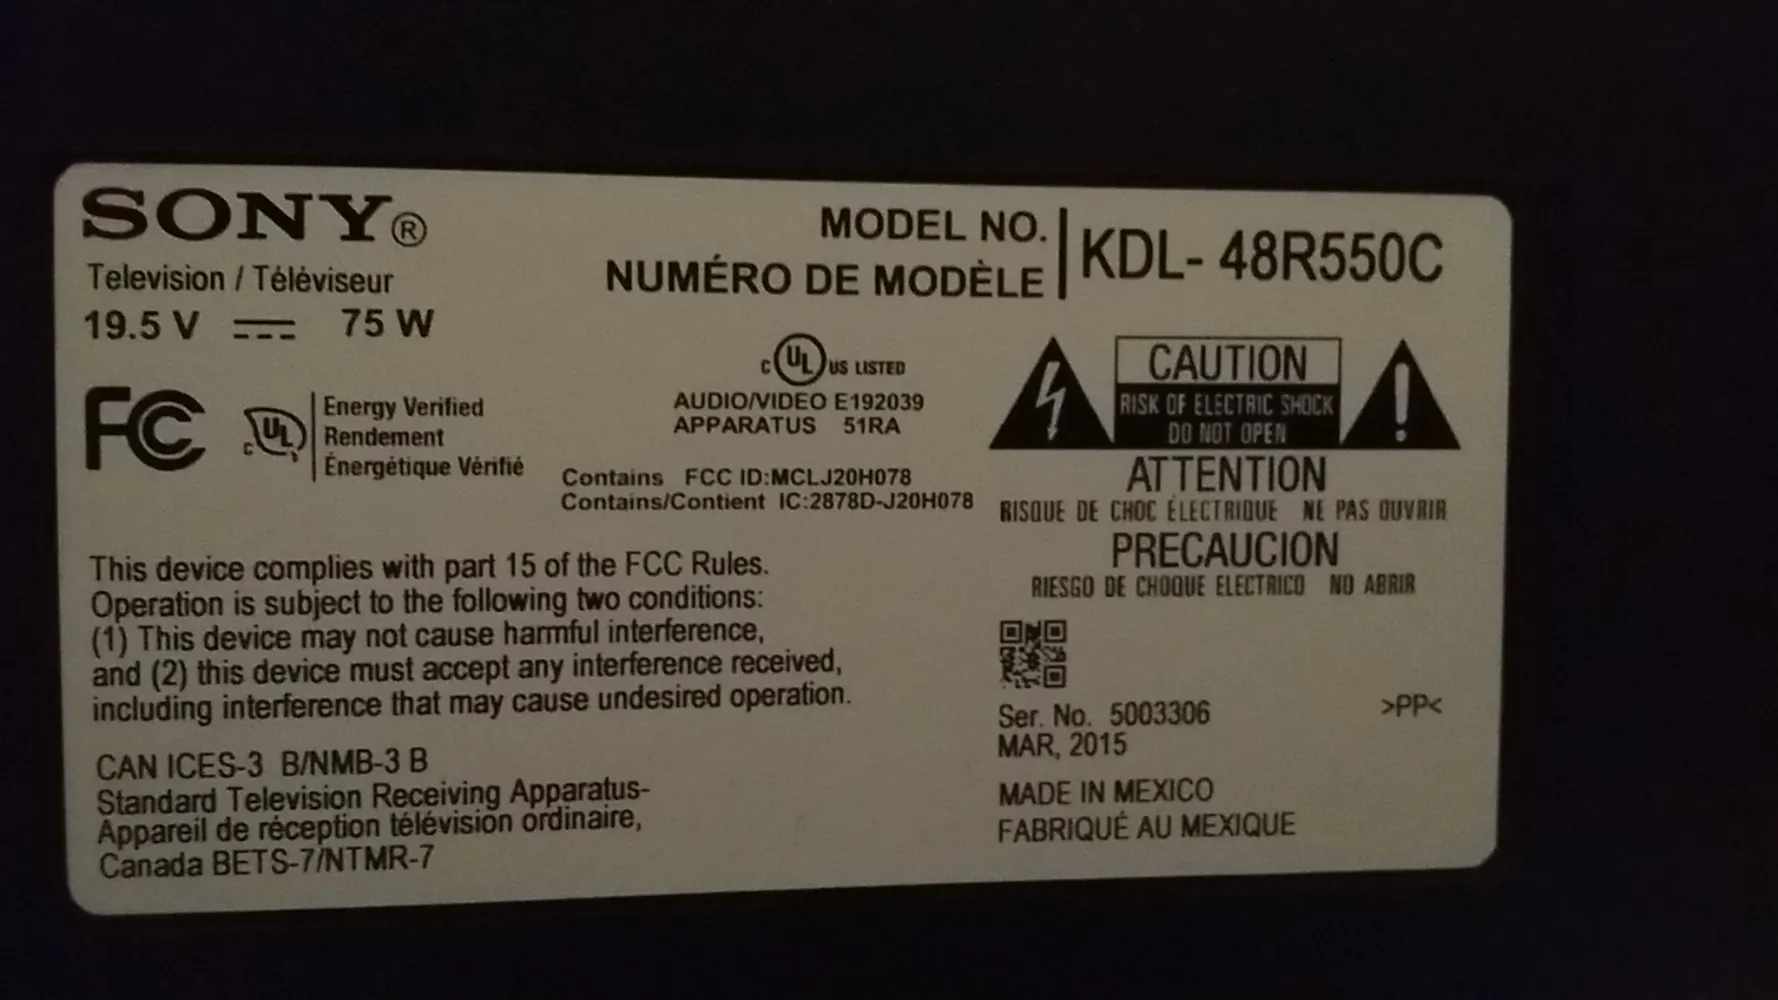 SONY®
Television / Téléviseur
19.5 V 75 W
MODEL NO.
NUMÉRO DE MODÈLE
KDL- 48R550C
FC
C UL US LISTED
AUDIO/VIDEO E192039
APPARATUS 51RA
c UL
Energy Verified
Rendement
Énergétique Vérifié
Contains FCC ID:MCLJ20H078
Contains/Contient IC:2878D-J20H078
CAUTION
RISK OF ELECTRIC SHOCK
DO NOT OPEN
ATTENTION
RISQUE DE CHOC ÉLECTRIQUE NE PAS OUVRIR
PRECAUCION
RIESGO DE CHOQUE ELECTRICO NO ABRIR
This device complies with part 15 of the FCC Rules.
Operation is subject to the following two conditions:
(1) This device may not cause harmful interference,
and (2) this device must accept any interference received,
including interference that may cause undesired operation.
CAN ICES-3 B/NMB-3 B
Standard Television Receiving Apparatus-
Appareil de réception télévision ordinaire,
Canada BETS-7/NTMR-7
Ser. No. 5003306
MAR, 2015
>PP<
MADE IN MEXICO
FABRIQUÉ AU MEXIQUE